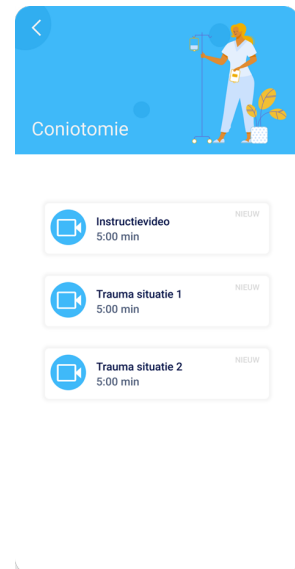 Coniotomie
Instructievideo
NIEUW
5:00 min
Trauma situatie 1
NIEUW
5:00 min
Trauma situatie 2
NIEUW
5:00 min